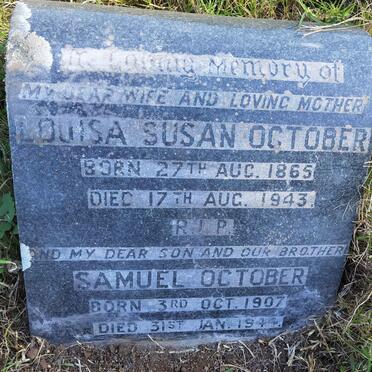 In Loving Memory of
MY DEAR WIFE AND LOVING MOTHER
LOUISA SUSAN OCTOBER
BORN 27TH AUG. 1865
DIED 17TH AUG. 1943.
R.I.P.
AND MY DEAR SON AND OUR BROTHER
SAMUEL OCTOBER
BORN 3RD OCT. 1907
DIED 31ST JAN.